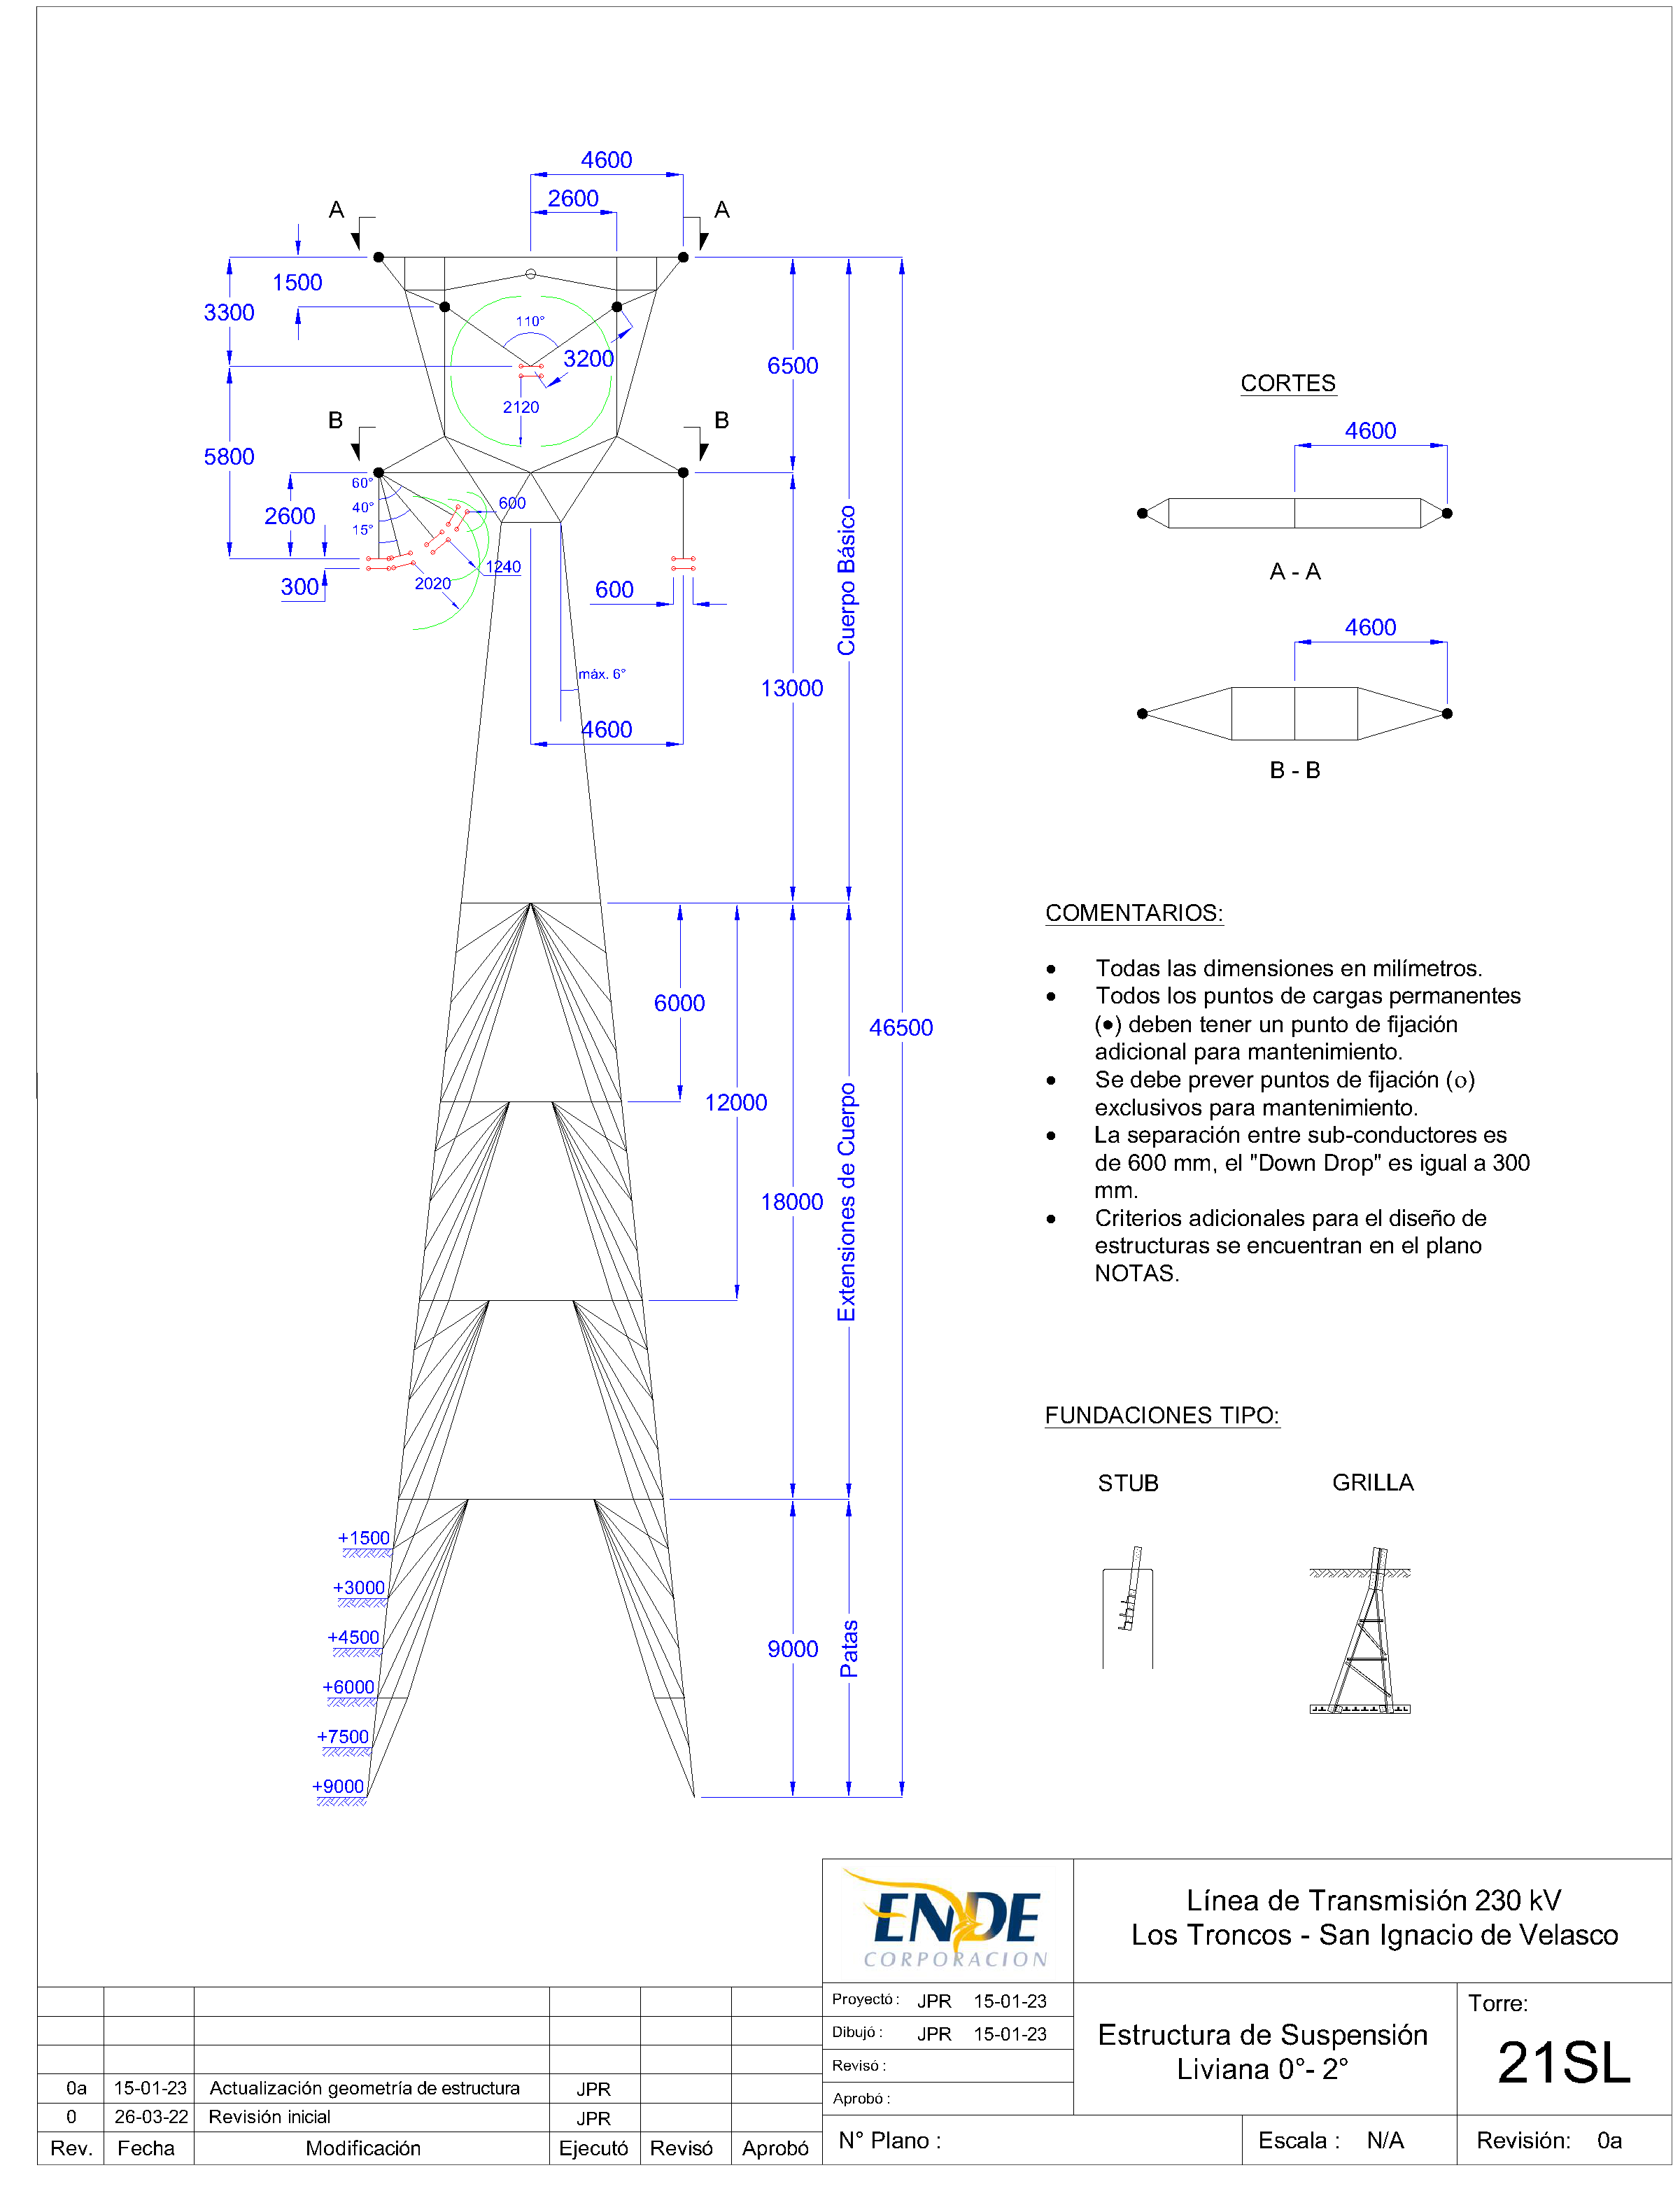 4600
2600
A
A
1500
3300
110°
3200
6500
2120
B
B
5800
60°
40°
15°
2600
600
1240
2020
300
600
Cuerpo Básico
máx. 6°
13000
4600
6000
46500
12000
18000
Extensiones de Cuerpo
+1500
+3000
+4500
+6000
+7500
+9000
9000
Patas
CORTES
4600
A - A
4600
B - B
COMENTARIOS:
• Todas las dimensiones en milímetros.
• Todos los puntos de cargas permanentes
(●) deben tener un punto de fijación
adicional para mantenimiento.
• Se debe prever puntos de fijación (o)
exclusivos para mantenimiento.
• La separación entre sub-conductores es
de 600 mm, el "Down Drop" es igual a 300
mm.
• Criterios adicionales para el diseño de
estructuras se encuentran en el plano
NOTAS.
FUNDACIONES TIPO:
STUB GRILLA
ENDE
CORPORACION
Línea de Transmisión 230 kV
Los Troncos - San Ignacio de Velasco
Proyectó : JPR 15-01-23
Dibujó : JPR 15-01-23
Revisó :
Aprobó :
Estructura de Suspensión
Liviana 0°- 2°
Torre:
21SL
0a 15-01-23 Actualización geometría de estructura JPR
0 26-03-22 Revisión inicial JPR
Rev. Fecha Modificación Ejecutó Revisó Aprobó
N° Plano : Escala : N/A Revisión: 0a